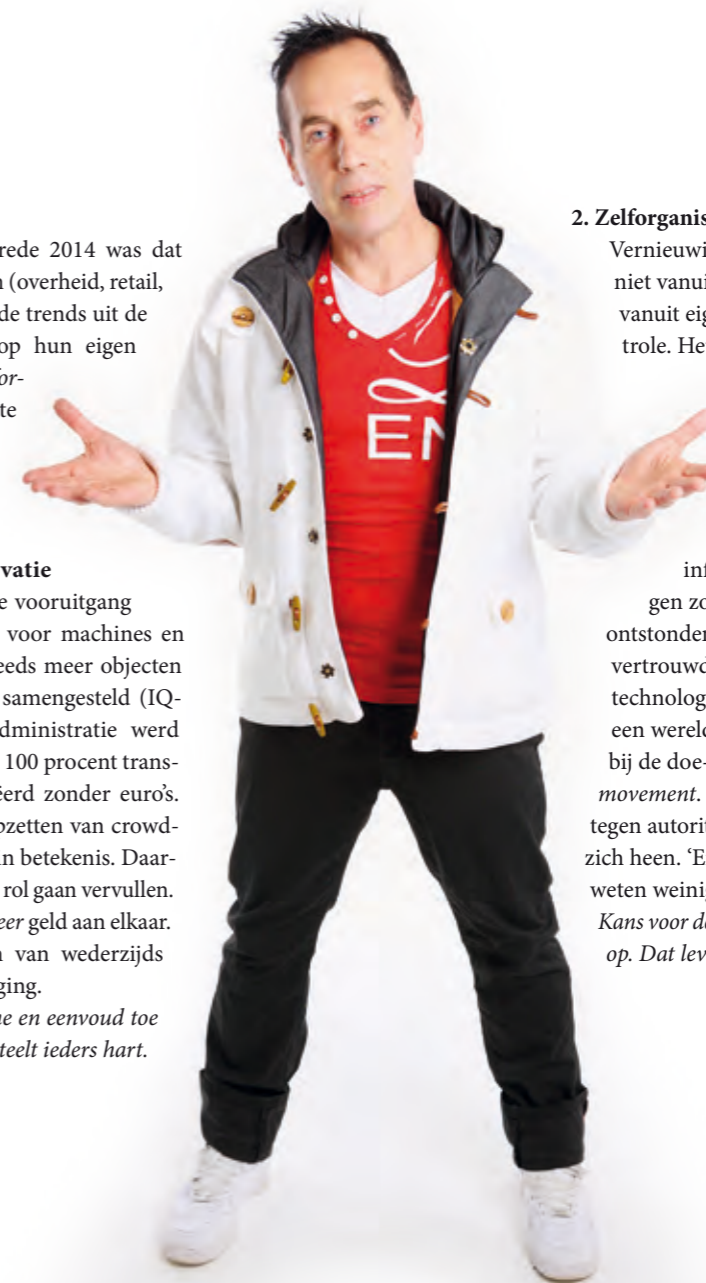 rede 2014 was dat
(overheid, retail,
de trends uit de
op hun eigen
for-
te
vatie
e vooruitgang
voor machines en
eeds meer objecten
samengesteld (IQ-
dministratie werd
100 procent trans-
ëerd zonder euro's.
pzetten van crowd-
n betekenis. Daar-
rol gaan vervullen.
eer geld aan elkaar.
n van wederzijds
ging.
ne en eenvoud toe
teelt ieders hart.
EN
2. Zelforganis
Vernieuwi
niet vanui
vanuit eig
trole. He
inf
gen zo
ontstonden
vertrouwd
technolog
een wereld
bij de doe-
movement.
tegen autorit
zich heen. ‘E
weten weinig
Kans voor de
op. Dat lev